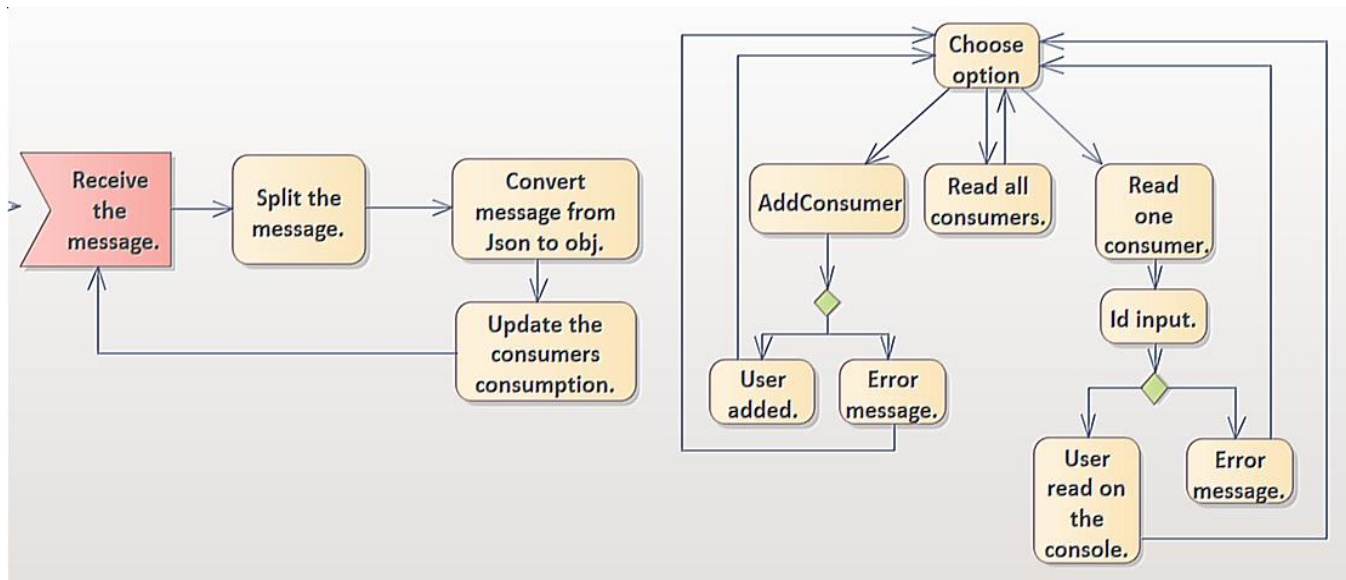 Receive
the
message.
Split the
message.
Convert
message from
Json to obj.
Update the
consumers
consumption.
Choose
option
AddConsumer
Read all
consumers.
Read
one
consumer.
Id input.
User
added.
Error
message.
User
read on
the
console.
Error
message.